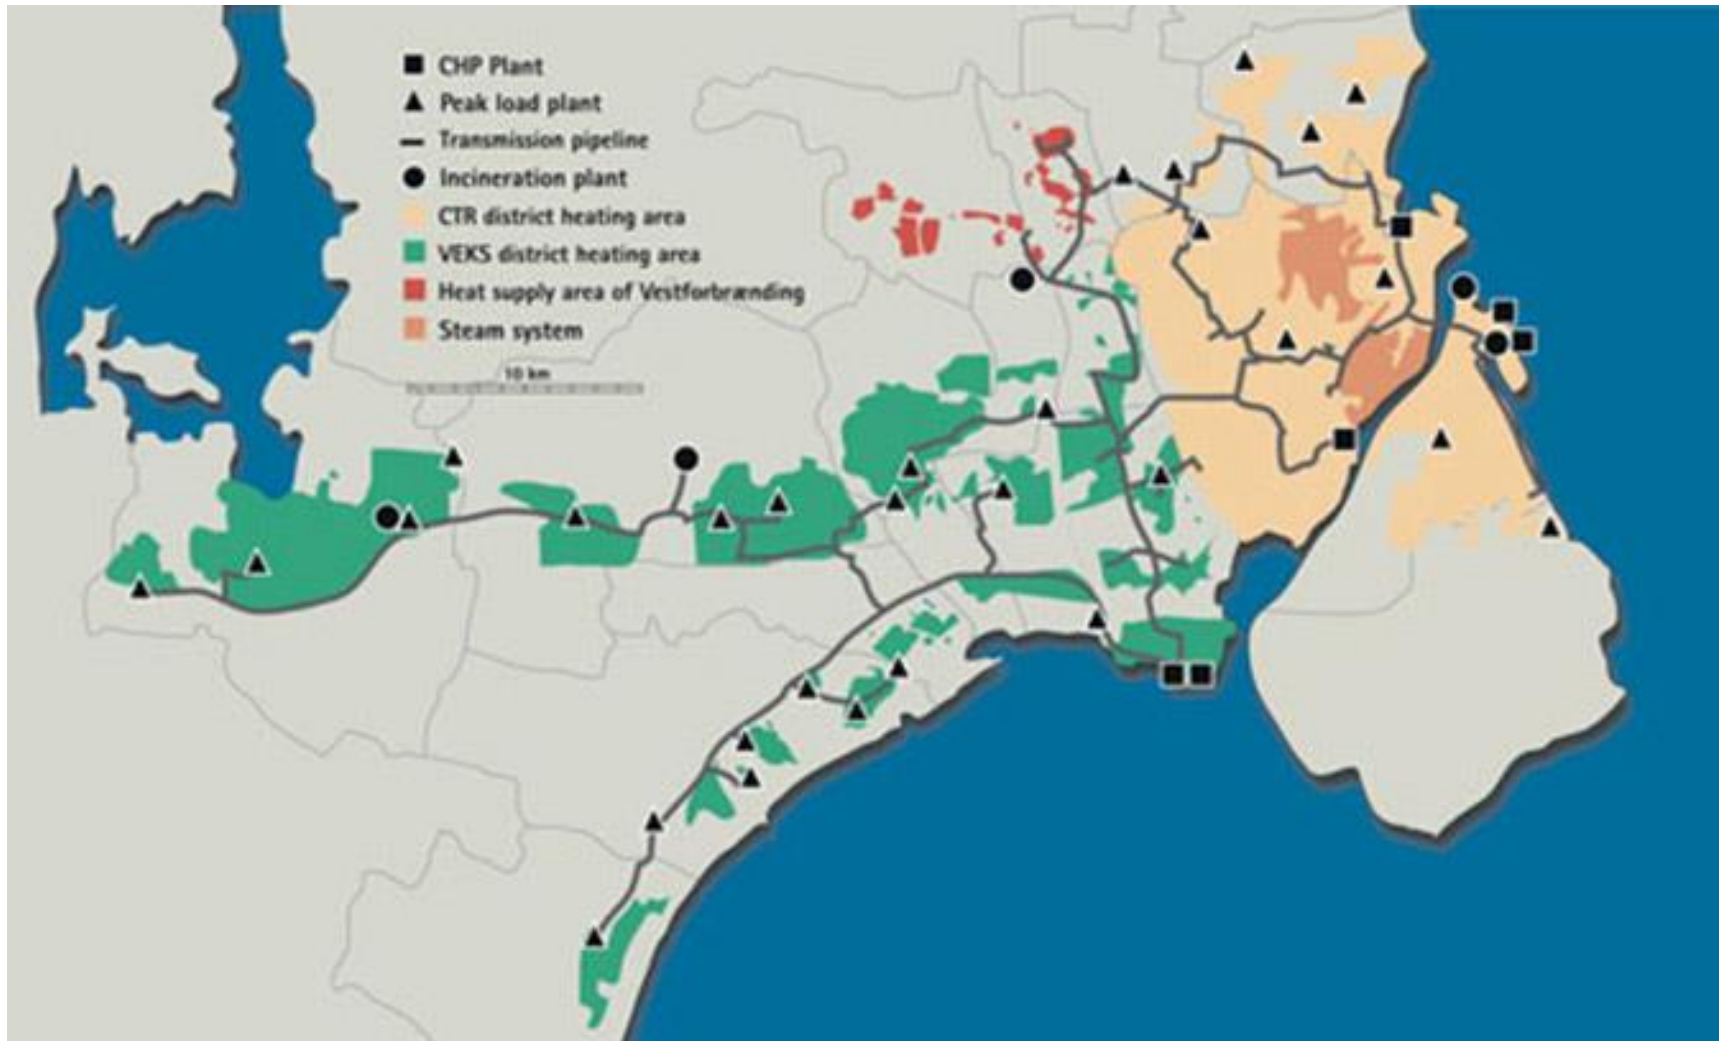 CHP Plant
Peak load plant
Transmission pipeline
Incineration plant
CTR district heating area
VEKS district heating area
Heat supply area of Vestforbrænding
Steam system
10 km